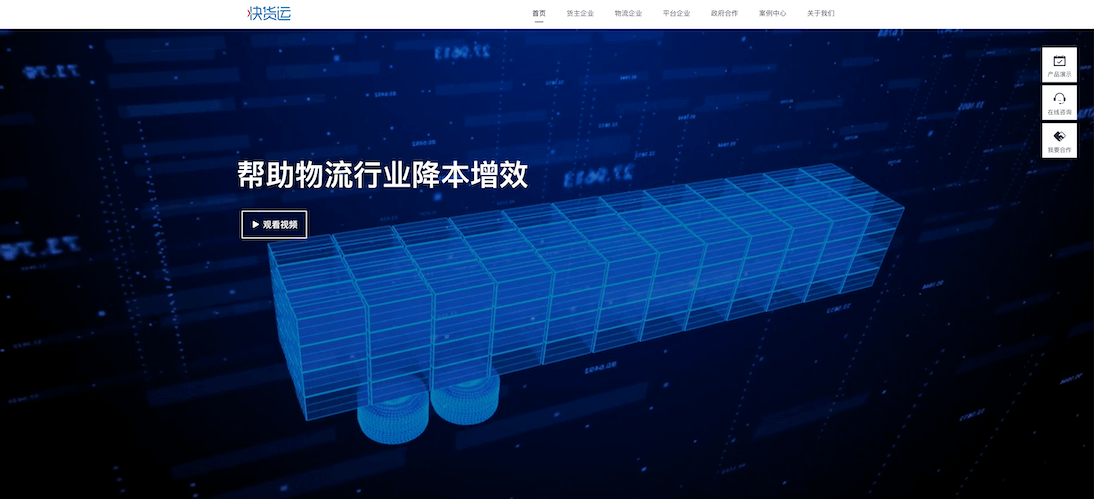 快货运
首页 货主企业 物流企业 平台企业 政府合作 案例中心 关于我们
产品演示
在线咨询
我要合作
帮助物流行业降本增效
观看视频